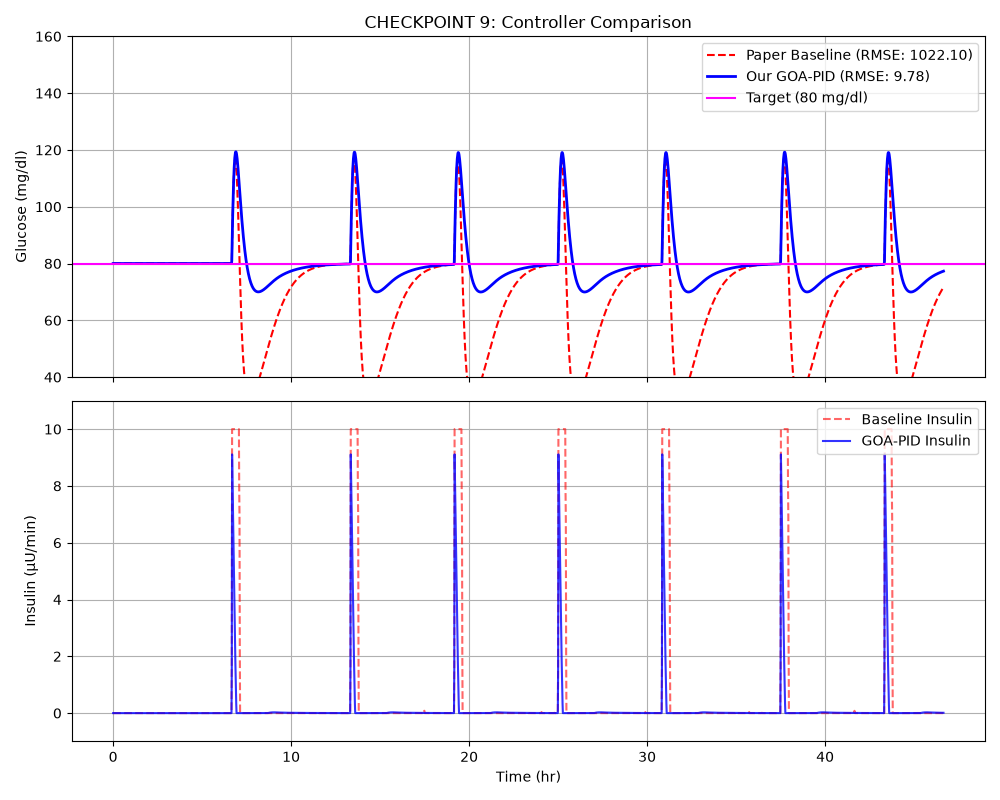 CHECKPOINT 9: Controller Comparison
160
140
120
100
80
60
40
Glucose (mg/dl)
Paper Baseline (RMSE: 1022.10)
Our GOA-PID (RMSE: 9.78)
Target (80 mg/dl)
10
8
6
4
2
0
Insulin (µU/min)
Baseline Insulin
GOA-PID Insulin
0
10
20
30
40
Time (hr)